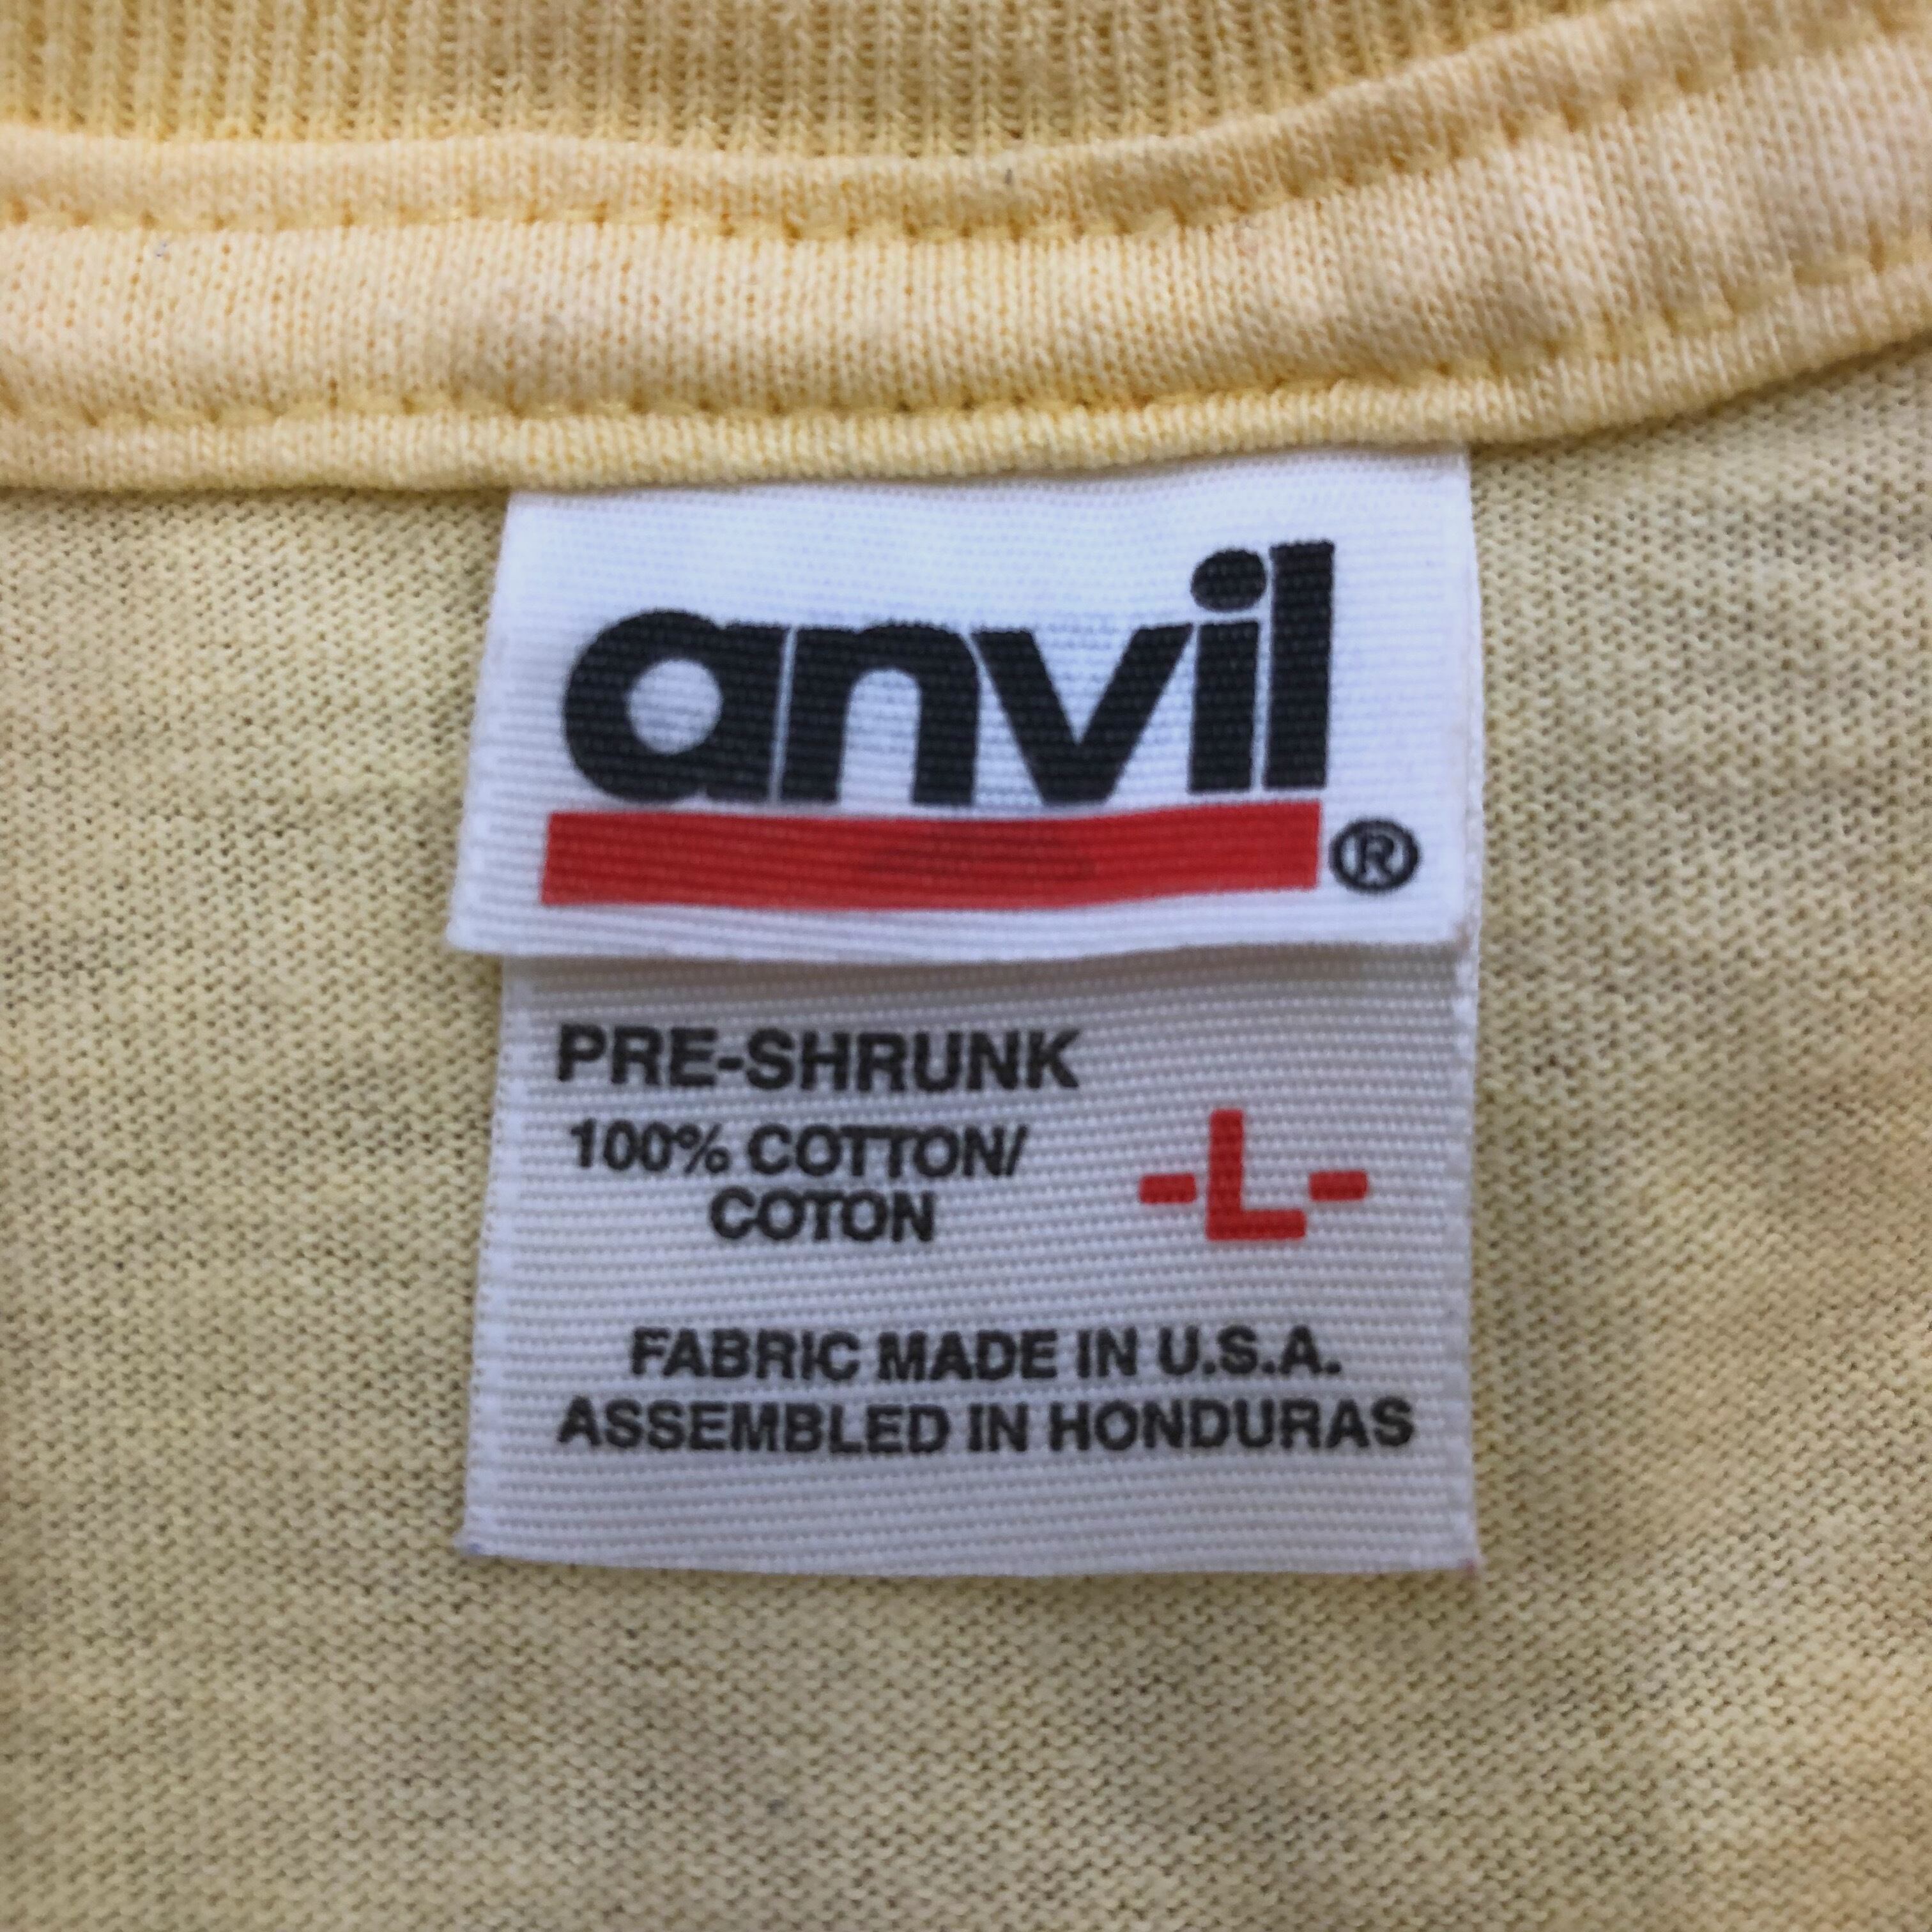 anvil®
PRE-SHRUNK
100% COTTON/
COTON
-L-
FABRIC MADE IN U.S.A.
ASSEMBLED IN HONDURAS